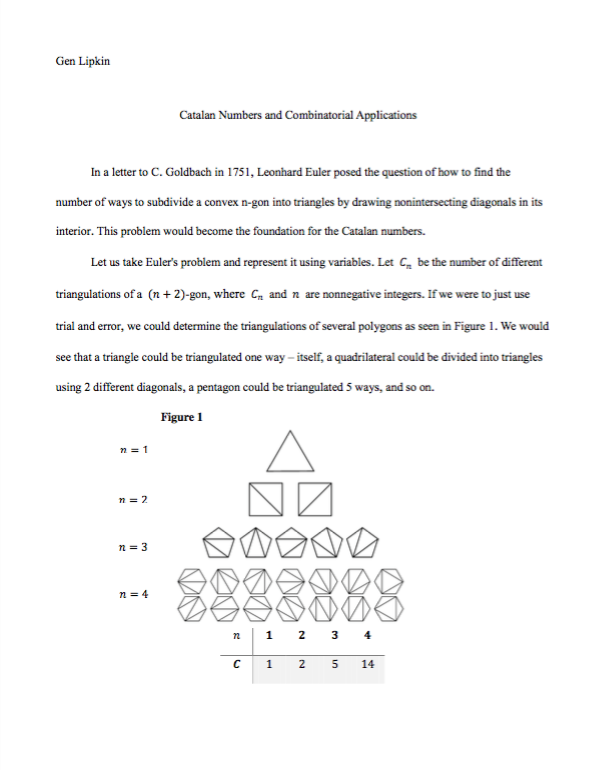 Gen Lipkin
Catalan Numbers and Combinatorial Applications
In a letter to C. Goldbach in 1751, Leonhard Euler posed the question of how to find the
number of ways to subdivide a convex n-gon into triangles by drawing nonintersecting diagonals in its
interior. This problem would become the foundation for the Catalan numbers.
Let us take Euler's problem and represent it using variables. Let Cₙ be the number of different
triangulations of a (n + 2)-gon, where Cₙ and n are nonnegative integers. If we were to just use
trial and error, we could determine the triangulations of several polygons as seen in Figure 1. We would
see that a triangle could be triangulated one way – itself, a quadrilateral could be divided into triangles
using 2 different diagonals, a pentagon could be triangulated 5 ways, and so on.
Figure 1
n = 1
n = 2
n = 3
n = 4
n 1 2 3 4
C 1 2 5 14